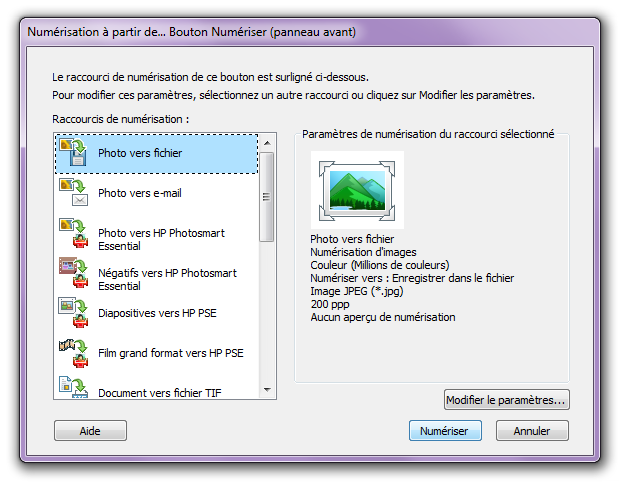 Numérisation à partir de... Bouton Numériser (panneau avant)
Le raccourci de numérisation de ce bouton est surligné ci-dessous.
Pour modifier ces paramètres, sélectionnez un autre raccourci ou cliquez sur Modifier les paramètres.
Raccourcis de numérisation :
Photo vers fichier
Photo vers e-mail
Photo vers HP Photosmart
Essential
Négatifs vers HP Photosmart
Essential
Diapositives vers HP PSE
Film grand format vers HP PSE
Document vers fichier TIF
Paramètres de numérisation du raccourci sélectionné
Photo vers fichier
Numérisation d'images
Couleur (Millions de couleurs)
Numériser vers : Enregistrer dans le fichier
Image JPEG (*.jpg)
200 ppp
Aucun aperçu de numérisation
Modifier le paramètres...
Aide
Numériser
Annuler